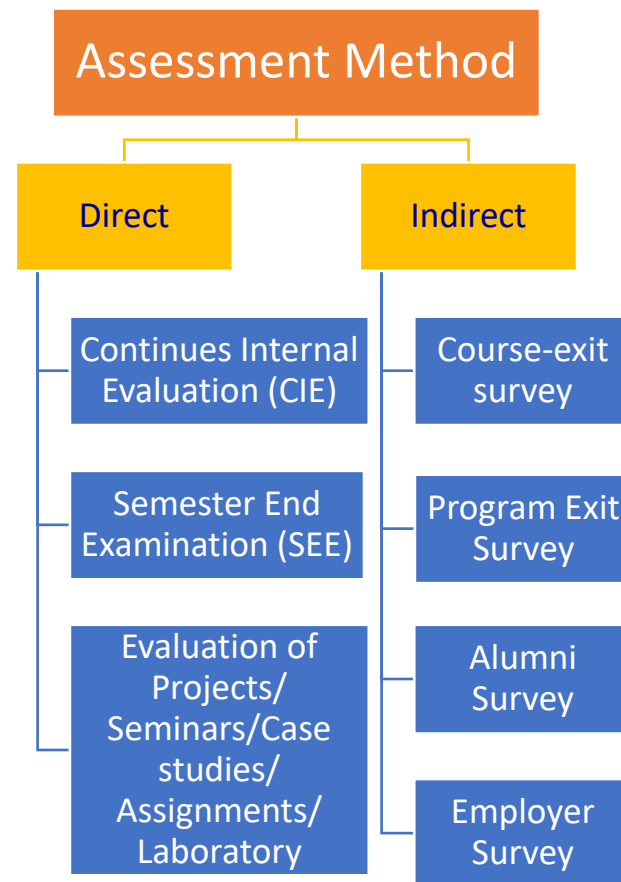 Assessment Method
Direct
Indirect
Continues Internal
Evaluation (CIE)
Semester End
Examination (SEE)
Evaluation of
Projects/
Seminars/Case
studies/
Assignments/
Laboratory
Course-exit
survey
Program Exit
Survey
Alumni
Survey
Employer
Survey